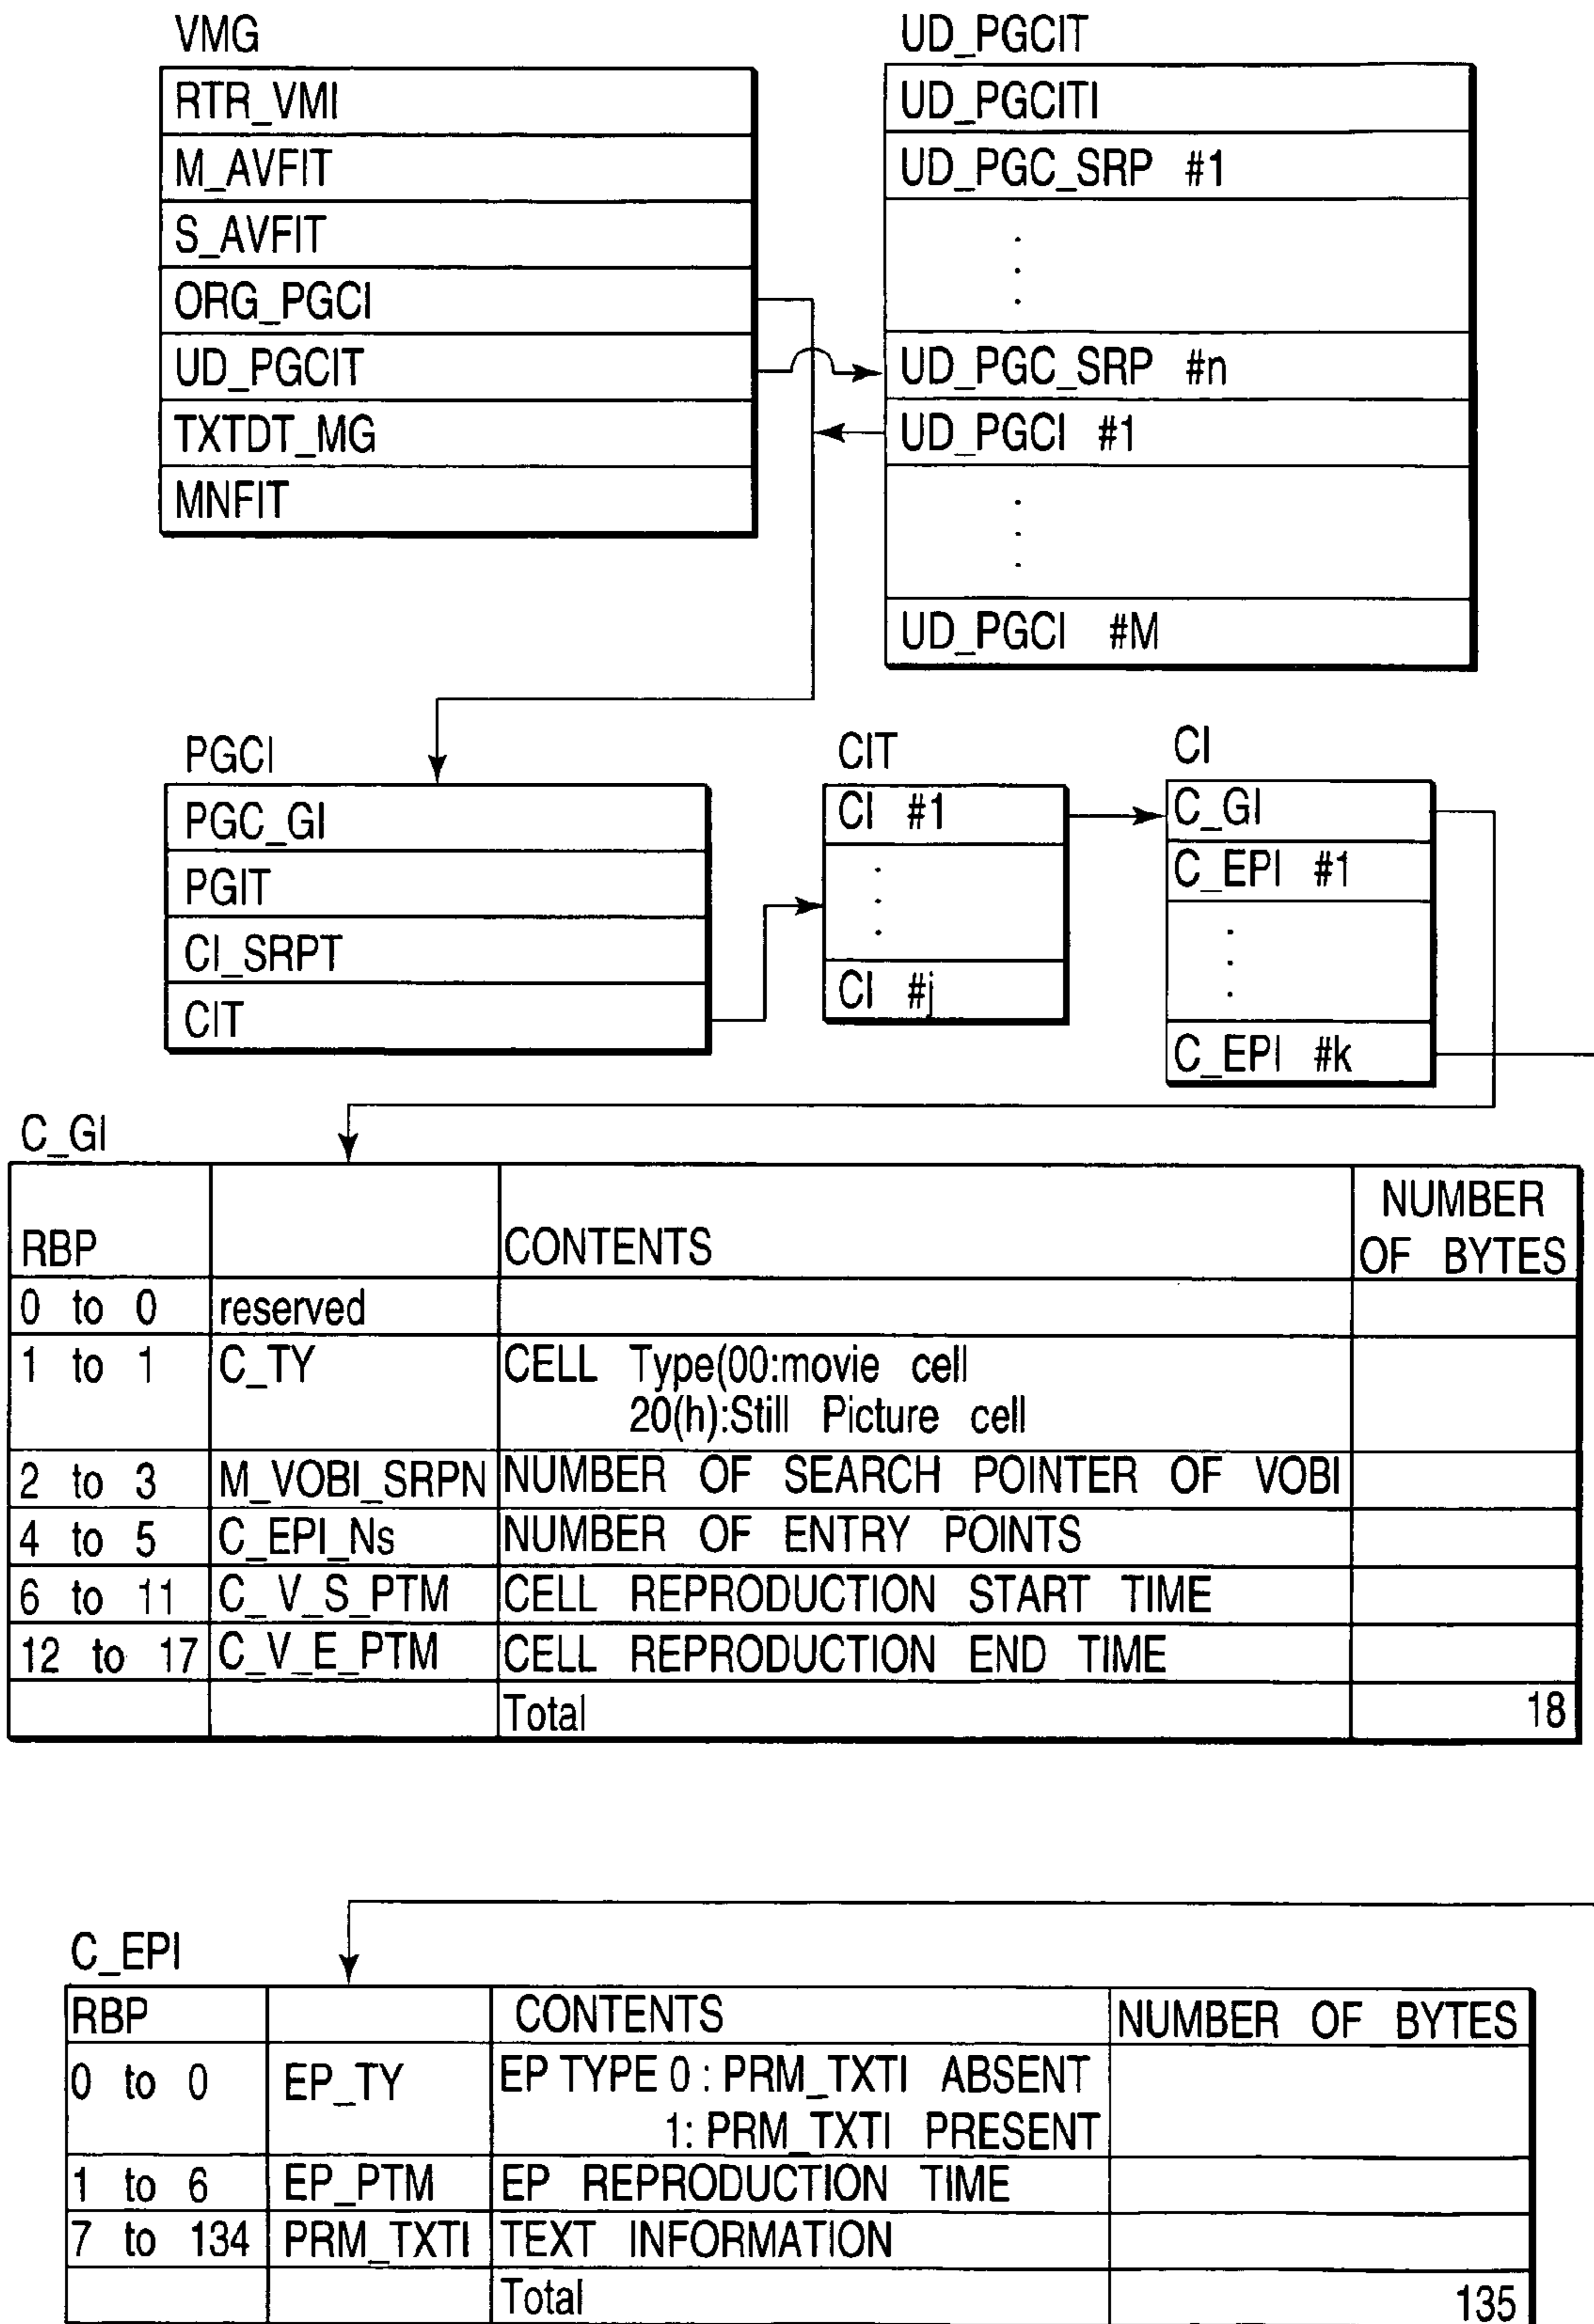 VMG
RTR_VMI
M_AVFIT
S_AVFIT
ORG_PGCI
UD_PGCIT
TXTDT_MG
MNFIT
UD_PGCIT
UD_PGCITI
UD_PGC_SRP #1
.
.
.
UD_PGC_SRP #n
UD_PGCI #1
.
.
.
UD_PGCI #M
PGCI
PGC_GI
PGIT
CI_SRPT
CIT
CIT
CI #1
.
.
.
CI #j
CI
C_GI
C_EPI #1
.
.
.
C_EPI #k
C_GI
RBP CONTENTS NUMBER OF BYTES
0 to 0 reserved
1 to 1 C_TY CELL Type(00:movie cell
20(h):Still Picture cell
2 to 3 M_VOBI_SRPN NUMBER OF SEARCH POINTER OF VOBI
4 to 5 C_EPI_Ns NUMBER OF ENTRY POINTS
6 to 11 C_V_S_PTM CELL REPRODUCTION START TIME
12 to 17 C_V_E_PTM CELL REPRODUCTION END TIME
Total 18
C_EPI
RBP CONTENTS NUMBER OF BYTES
0 to 0 EP_TY EP TYPE 0 : PRM_TXTI ABSENT
1: PRM_TXTI PRESENT
1 to 6 EP_PTM EP REPRODUCTION TIME
7 to 134 PRM_TXTI TEXT INFORMATION
Total 135